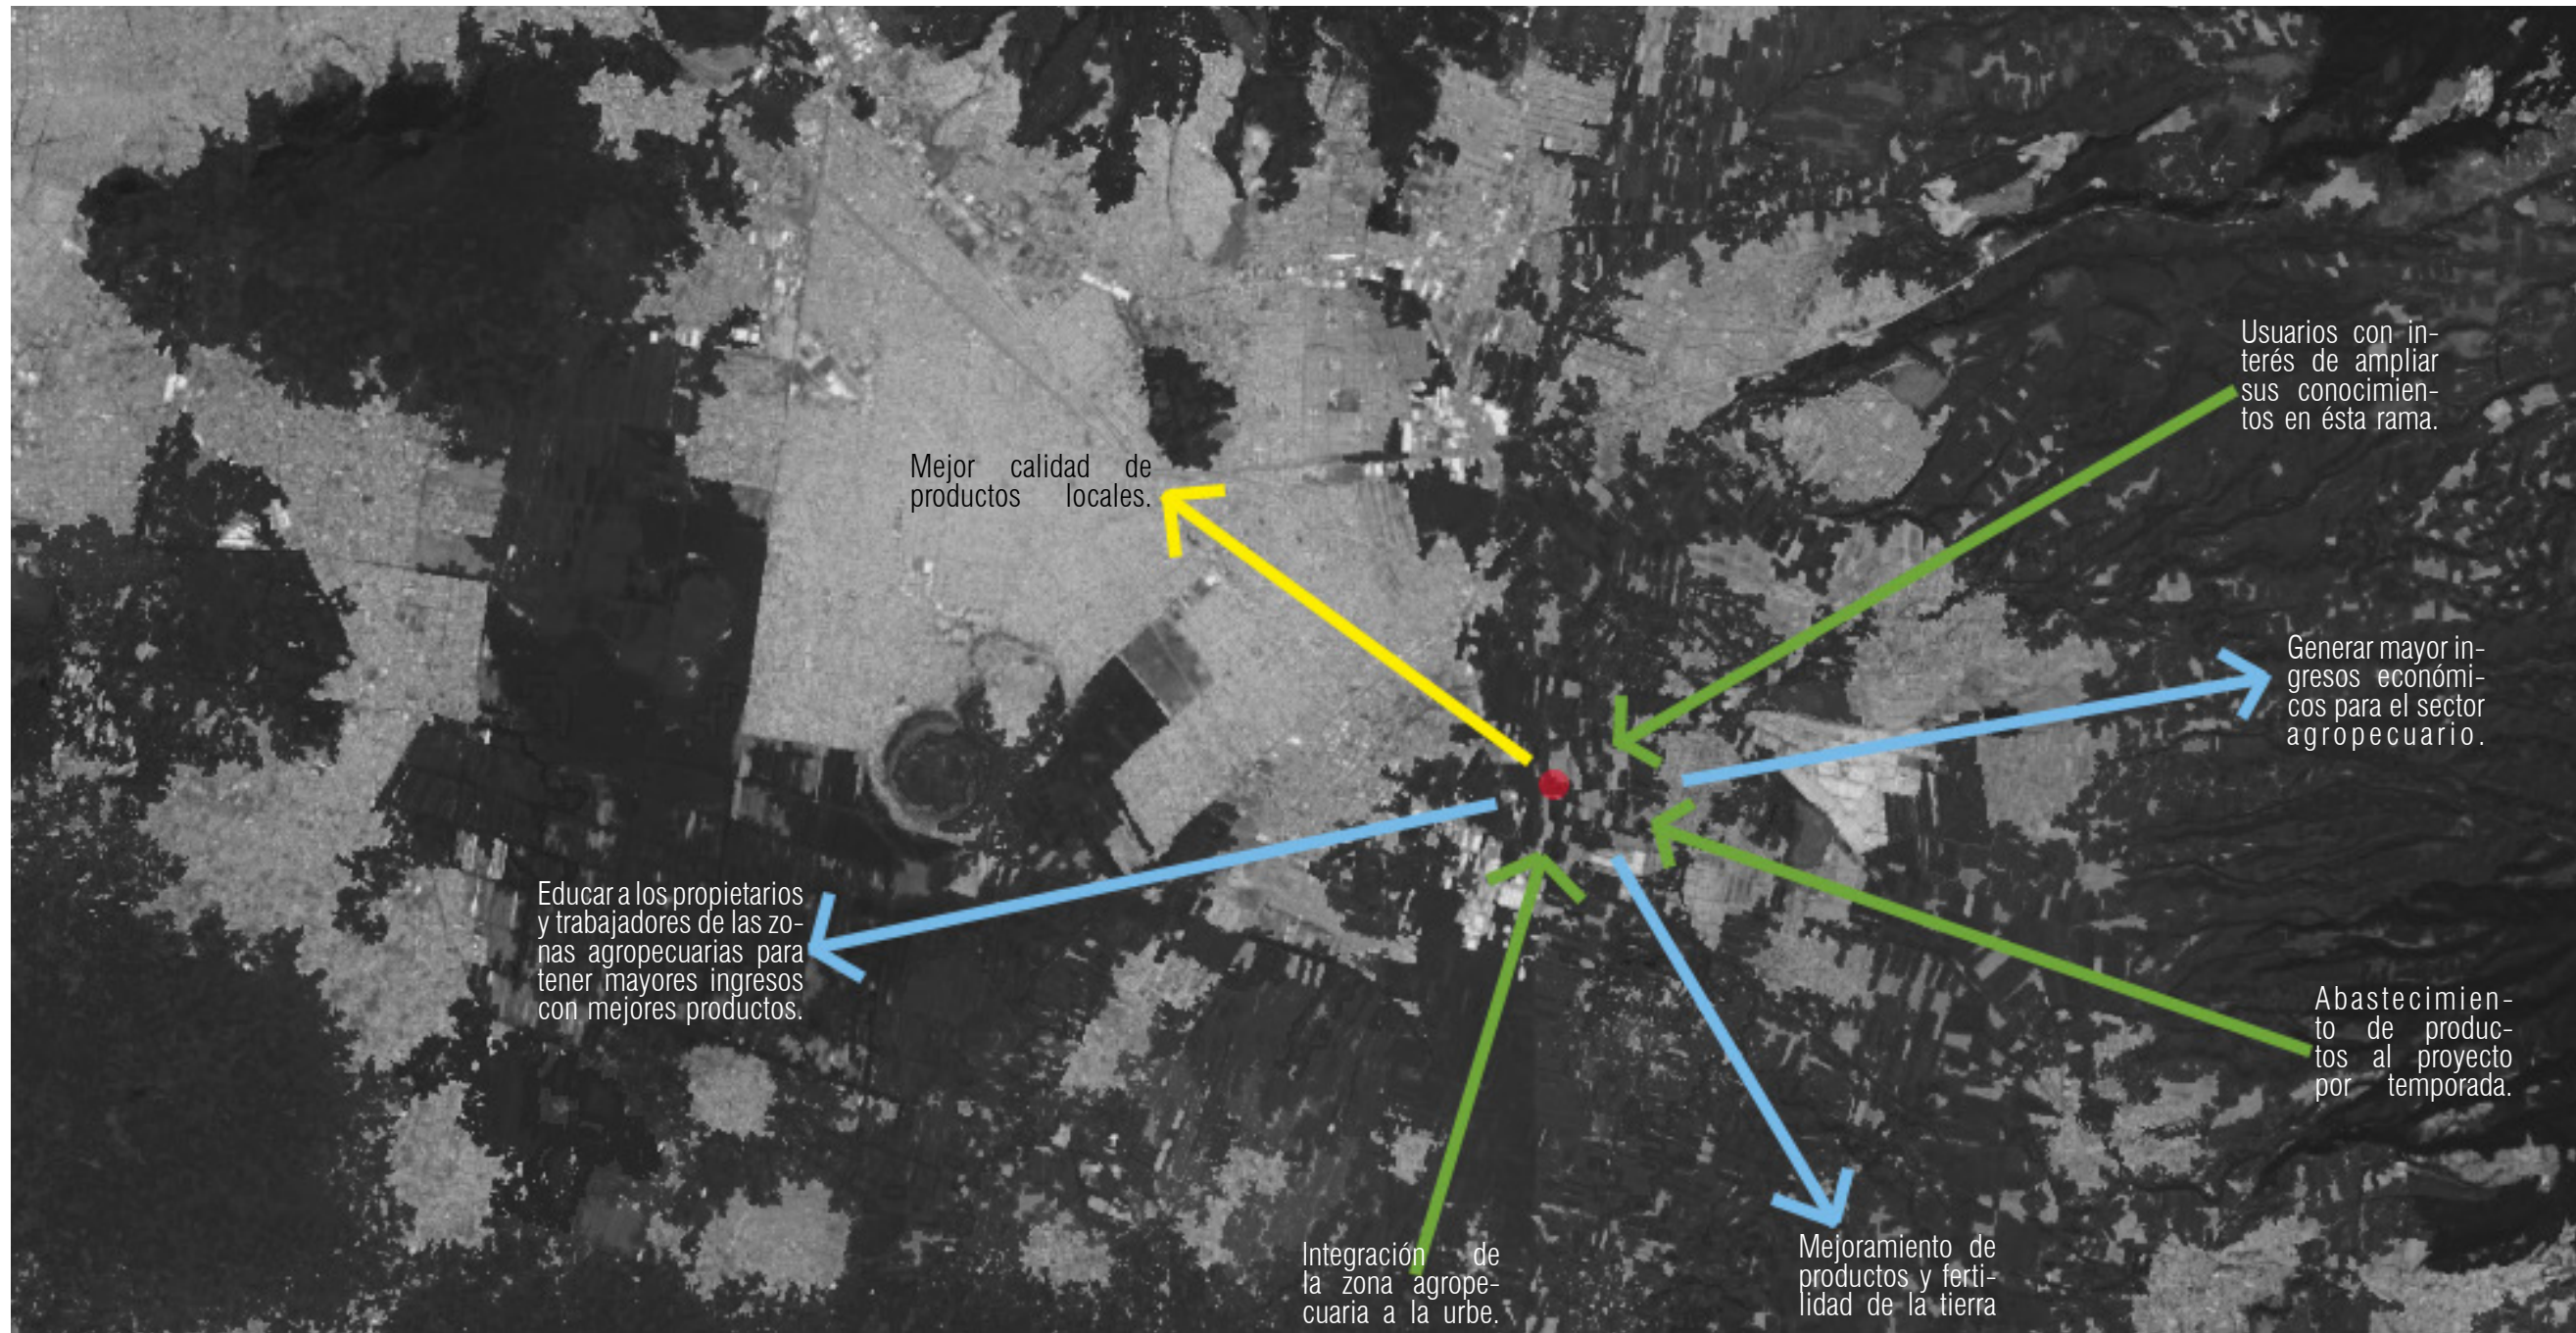 Usuarios con in-
terés de ampliar
sus conocimien-
tos en ésta rama.
Mejor calidad de
productos locales.
Generar mayor in-
gresos económi-
cos para el sector
agropecuario.
Educar a los propietarios
y trabajadores de las zo-
nas agropecuarias para
tener mayores ingresos
con mejores productos.
Abastecimien-
to de produc-
tos al proyecto
por temporada.
Integración de
la zona agrope-
cuaria a la urbe.
Mejoramiento de
productos y ferti-
lidad de la tierra